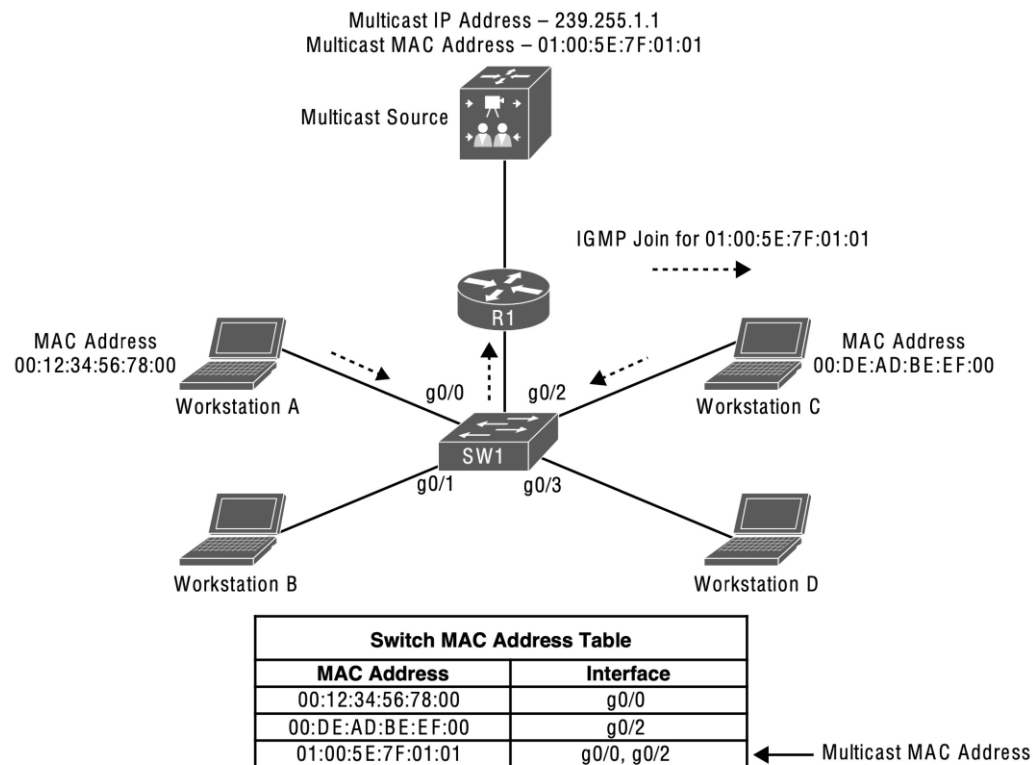 Multicast IP Address – 239.255.1.1
Multicast MAC Address – 01:00:5E:7F:01:01
Multicast Source
IGMP Join for 01:00:5E:7F:01:01
R1
MAC Address
00:12:34:56:78:00
Workstation A
MAC Address
00:DE:AD:BE:EF:00
Workstation C
g0/0
g0/2
SW1
g0/1
g0/3
Workstation B
Workstation D
Switch MAC Address Table
MAC Address Interface
00:12:34:56:78:00 g0/0
00:DE:AD:BE:EF:00 g0/2
01:00:5E:7F:01:01 g0/0, g0/2
Multicast MAC Address